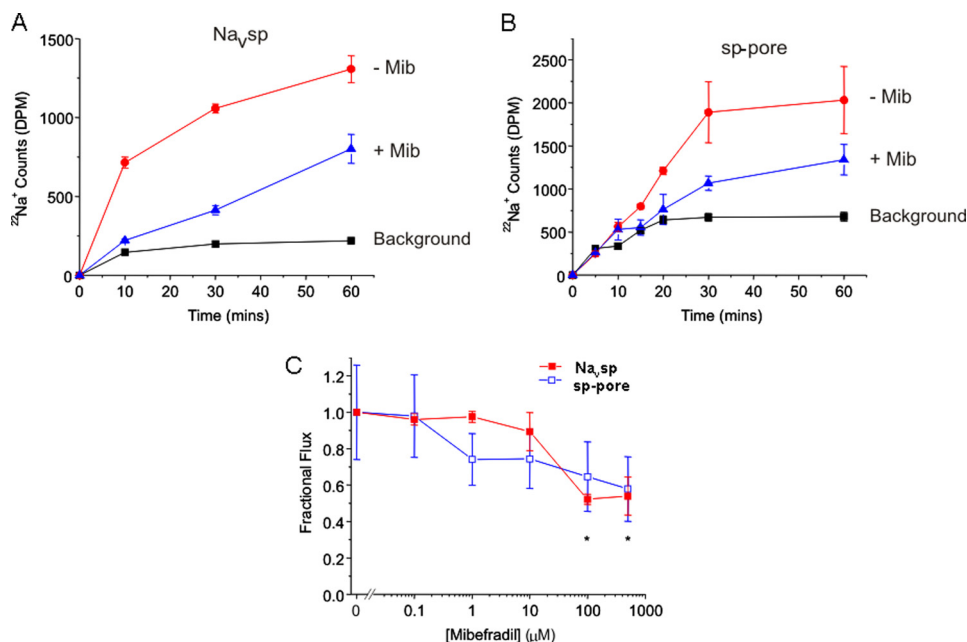 A
Na_vsp
1500
1000
500
0
²²Na⁺ Counts (DPM)
0 10 20 30 40 50 60
Time (mins)
- Mib
+ Mib
Background
B
sp-pore
2500
2000
1500
1000
500
0
²²Na⁺ Counts (DPM)
0 10 20 30 40 50 60
Time (mins)
- Mib
+ Mib
Background
C
Na_vsp
sp-pore
1.2
1.0
0.8
0.6
0.4
0.2
0.0
Fractional Flux
* *
0 // 0.1 1 10 100 1000
[Mibefradil] (μM)